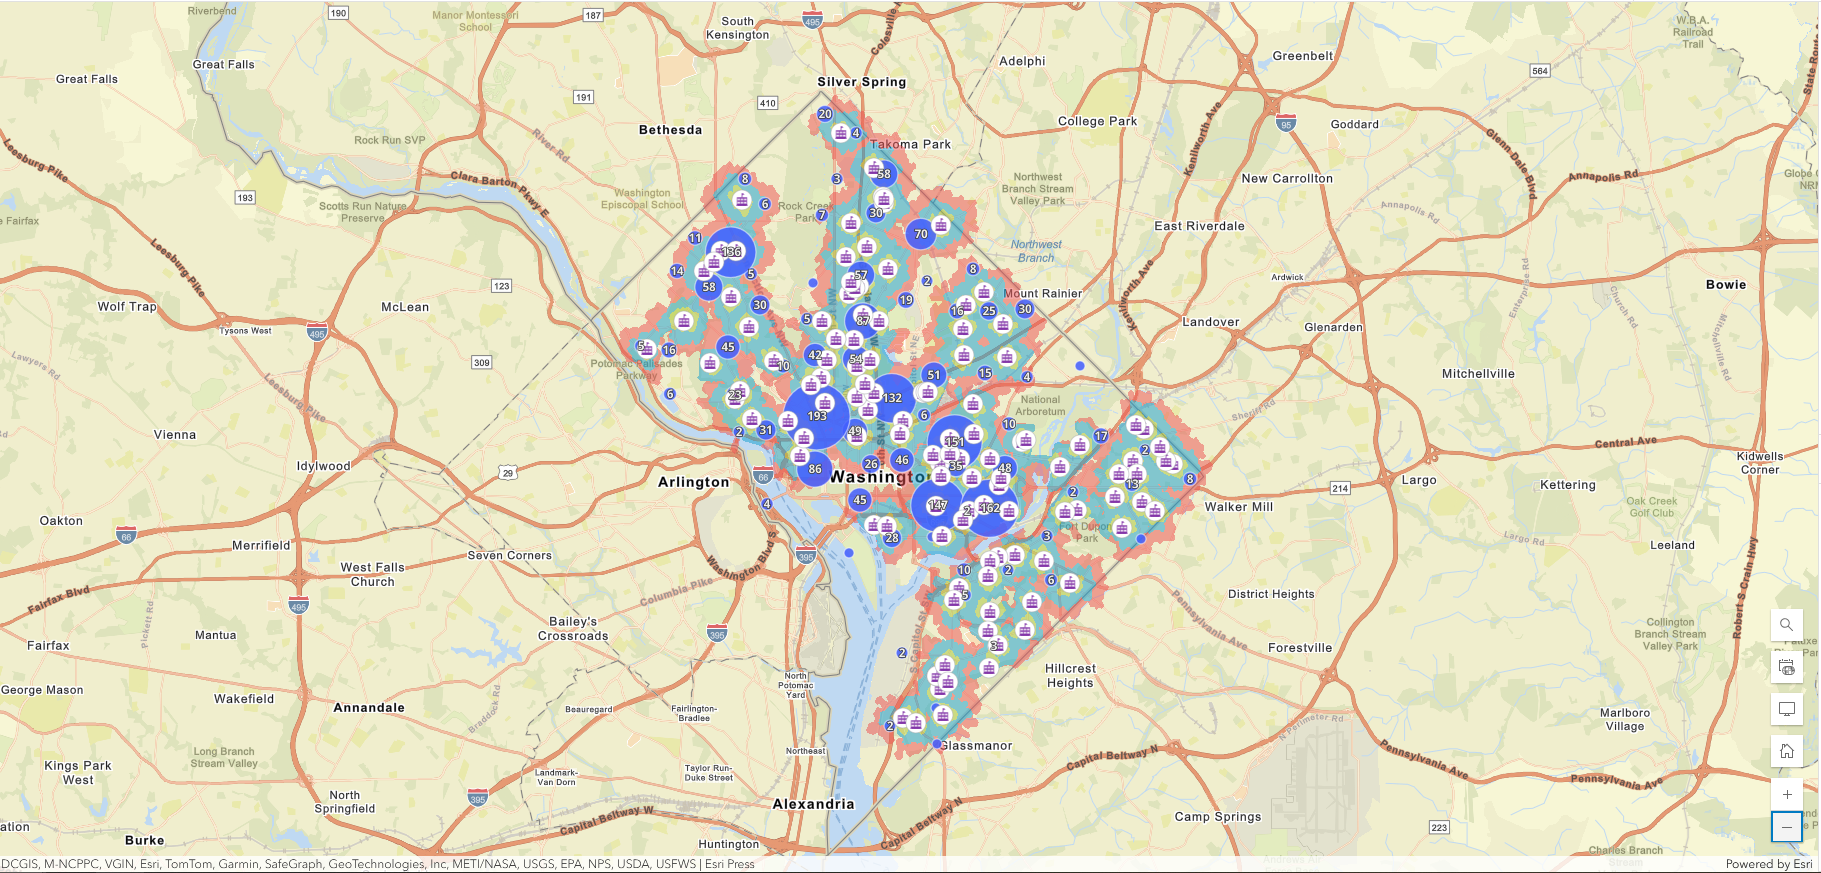 Riverbend
190
Manor Montessori
School
187
South
Kensington
495
Colesville
W.B.A.
Railroad
Trail
Great Falls
Great Falls
Adelphi
Greenbelt
564
State Route
Silver Spring
191
410
Rock Run SVP
Bethesda
River Rd
College Park
95
Goddard
Kenilworth Ave
Glenn Dale Blvd
20
4
Takoma Park
Leesburg Pike
Clara Barton Pkwy E
193
Scotts Run Nature
Preserve
Washington
Episcopal School
8
6
3
58
Northwest
Branch Stream
Valley Park
New Carrollton
Annapolis Rd
Annapolis Rd
e Fairfax
Rock Creek
Park
7
30
70
East Riverdale
11
136
Northwest
Branch
Leesburg Pike
14
5
58
57
2
8
Ardwick
Kenilworth Ave
Enterprise Rd
123
Wolf Trap
McLean
30
19
Mount Rainier
16
25
30
Bowie
Church Rd
Tysons West
495
5
87
Landover
Glenarden
Mitchellville Rd
309
Lawyers Rd
5
16
45
42
54
10
Potomac Palisades
Parkway
51
15
4
Mitchellville
Leesburg Pike
6
23
193
132
6
National
Arboretum
Sheriff Rd
Vienna
2
31
49
151
10
17
2
Central Ave
Idylwood
29
66
86
26
46
35
48
13
8
Kidwells
Corner
Arlington
Washington
214
Largo
Kettering
4
45
147
2
162
2
Walker Mill
Oak Creek
Golf Club
Oakton
66
Fort Dupont
Park
Largo Rd
Merrifield
Seven Corners
Washington Blvd S
395
28
3
Leeland
West Falls
Church
Columbia Pike
10
2
6
Robert S Crain Hwy
Fairfax Blvd
495
5
Pennsylvania Ave
District Heights
Pickett Rd
Mantua
Bailey's
Crossroads
395
Collington
Branch Stream
Valley Park
Fairfax
2
S Capitol St
3
Forestville
George Mason
Wakefield
Braddock Rd
North
Potomac
Yard
Hillcrest
Heights
Annandale
Beauregard
Fairlington-
Bradlee
2
N Perimeter Rd
Marlboro
Village
Long Branch
Stream Valley
Northeast
Glassmanor
Capital Beltway N
Pennsylvania Ave
Pennsylvania Ave
Kings Park
West
Landmark-
Van Dorn
Taylor Run-
Duke Street
North
Springfield
395
Capital Beltway W
Alexandria
Capital Beltway N
Camp Springs
223
ation
Burke
Huntington
Charles Branch
Stream
DCGIS, M-NCPPC, VGIN, Esri, TomTom, Garmin, SafeGraph, GeoTechnologies, Inc, METI/NASA, USGS, EPA, NPS, USDA, USFWS | Esri Press
Powered by Esri